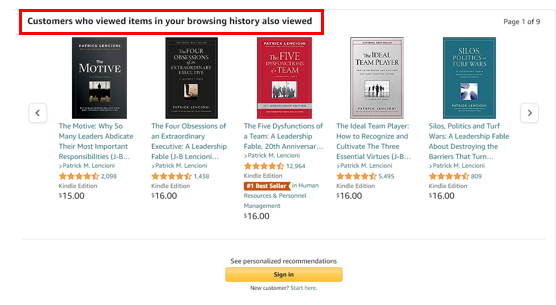 Customers who viewed items in your browsing history also viewed
Page 1 of 9
PATRICK LENCIONI
The
MOTIVE
The FOUR
OBSESSIONS
of an
EXTRAORDINARY
EXECUTIVE
PATRICK LENCIONI
PATRICK LENCIONI
The FIVE
DYSFUNCTIONS
of a TEAM
The IDEAL
TEAM PLAYER
PATRICK LENCIONI
SILOS,
POLITICS and
TURF WARS
PATRICK LENCIONI
The Motive: Why So
Many Leaders Abdicate
Their Most Important
Responsibilities (J-B...
› Patrick M. Lencioni
2,098
Kindle Edition
$15.00
The Four Obsessions of
an Extraordinary
Executive: A Leadership
Fable (J-B Lencioni...
› Patrick M. Lencioni
1,438
Kindle Edition
$16.00
The Five Dysfunctions of
a Team: A Leadership
Fable, 20th Anniversar...
› Patrick M. Lencioni
12,964
Kindle Edition
#1 Best Seller in Human
Resources & Personnel
Management
$16.00
The Ideal Team Player:
How to Recognize and
Cultivate The Three
Essential Virtues (J-B...
› Patrick M. Lencioni
5,495
Kindle Edition
$16.00
Silos, Politics and Turf
Wars: A Leadership Fable
About Destroying the
Barriers That Turn...
› Patrick M. Lencioni
809
Kindle Edition
$16.00
See personalized recommendations
Sign in
New customer? Start here.